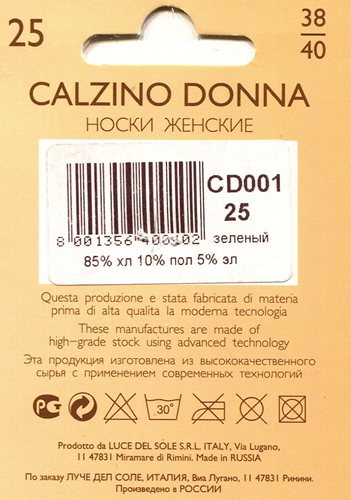 25
38
40
CALZINO DONNA
НОСКИ ЖЕНСКИЕ
CD001
25
8 001356 400102 зеленый
85% хл 10% пол 5% эл
Questa produzione e stata fabricata di materia
prima di alta qualita la moderna tecnologia
These manufactures are made of
high-grade stock using advanced technology
Эта продукция изготовлена из высококачественного
сырья с применением современных технологий
30°
Prodotto da LUCE DEL SOLE S.R.L. ITALY, Via Lugano,
11 47831 Miramare di Rimini. Made in RUSSIA
По заказу ЛУЧЕ ДЕЛ СОЛЕ, ИТАЛИЯ, Виа Лугано, 11 47831 Римини.
Произведено в РОССИИ